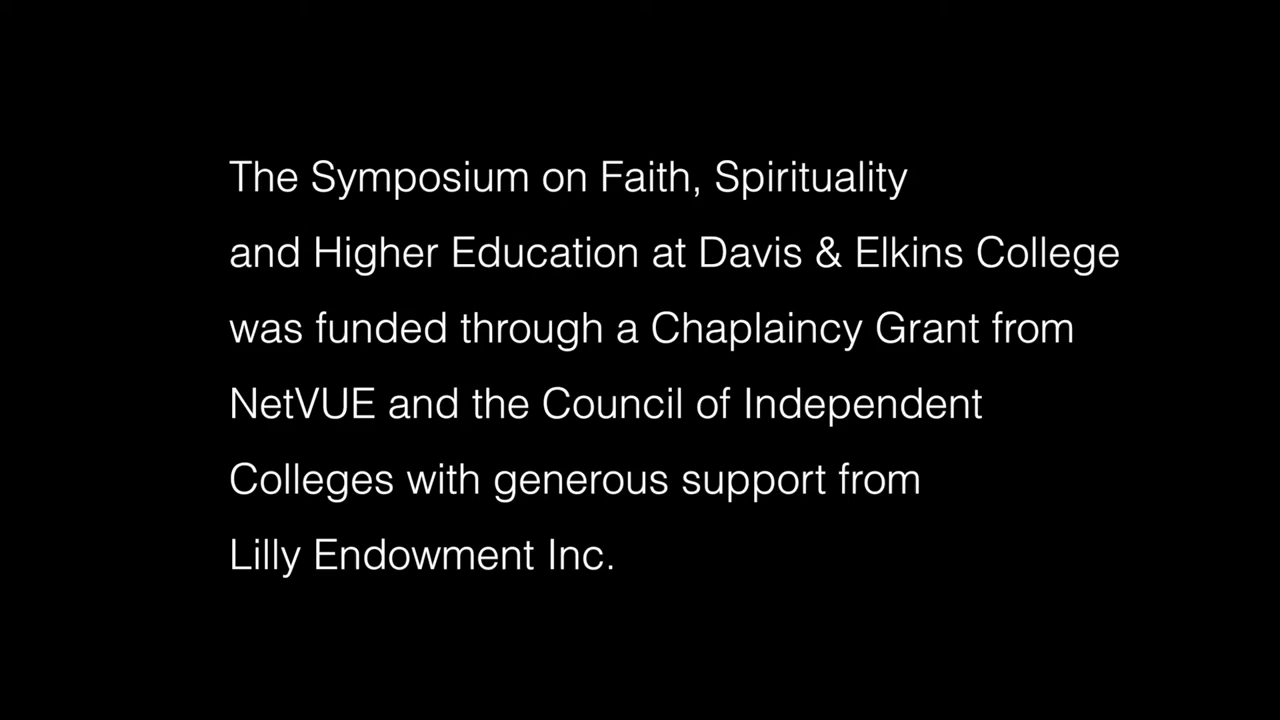 The Symposium on Faith, Spirituality
and Higher Education at Davis & Elkins College
was funded through a Chaplaincy Grant from
NetVUE and the Council of Independent
Colleges with generous support from
Lilly Endowment Inc.